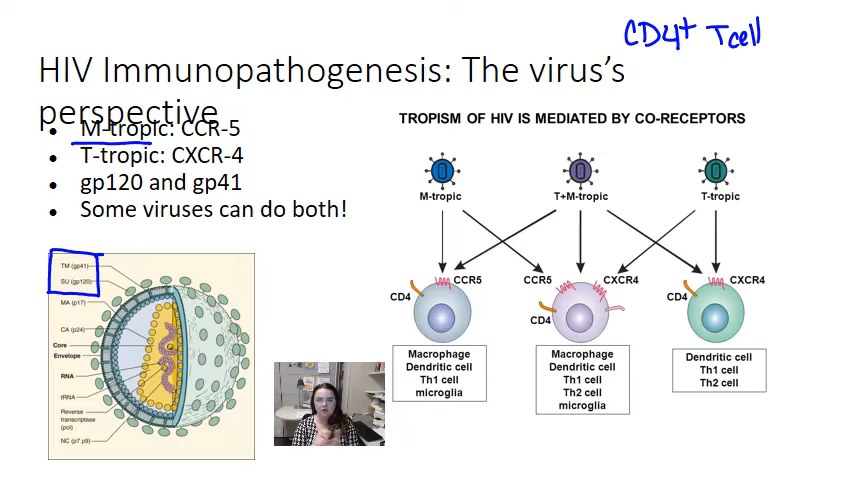 CD4+ Tcell
HIV Immunopathogenesis: The virus's
perspective
• M-tropic: CCR-5
• T-tropic: CXCR-4
• gp120 and gp41
• Some viruses can do both!
TROPISM OF HIV IS MEDIATED BY CO-RECEPTORS
M-tropic
T+M-tropic
T-tropic
CCR5
CD4
CCR5
CXCR4
CD4
CXCR4
CD4
Macrophage
Dendritic cell
Th1 cell
microglia
Macrophage
Dendritic cell
Th1 cell
Th2 cell
microglia
Dendritic cell
Th1 cell
Th2 cell
TM (gp41)
SU (gp120)
MA (p17)
CA (p24)
Core
Envelope
RNA
tRNA
Reverse
transcriptase
(pol)
NC (p7 p9)